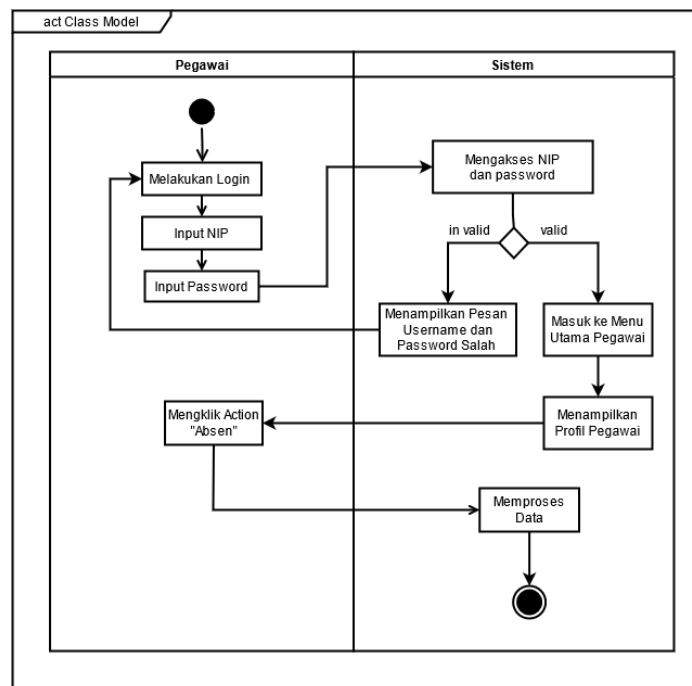 act Class Model
Pegawai
Sistem
Melakukan Login
Input NIP
Input Password
Mengakses NIP
dan password
in valid
valid
Menampilkan Pesan
Username dan
Password Salah
Masuk ke Menu
Utama Pegawai
Menampilkan
Profil Pegawai
Mengklik Action
"Absen"
Memproses
Data